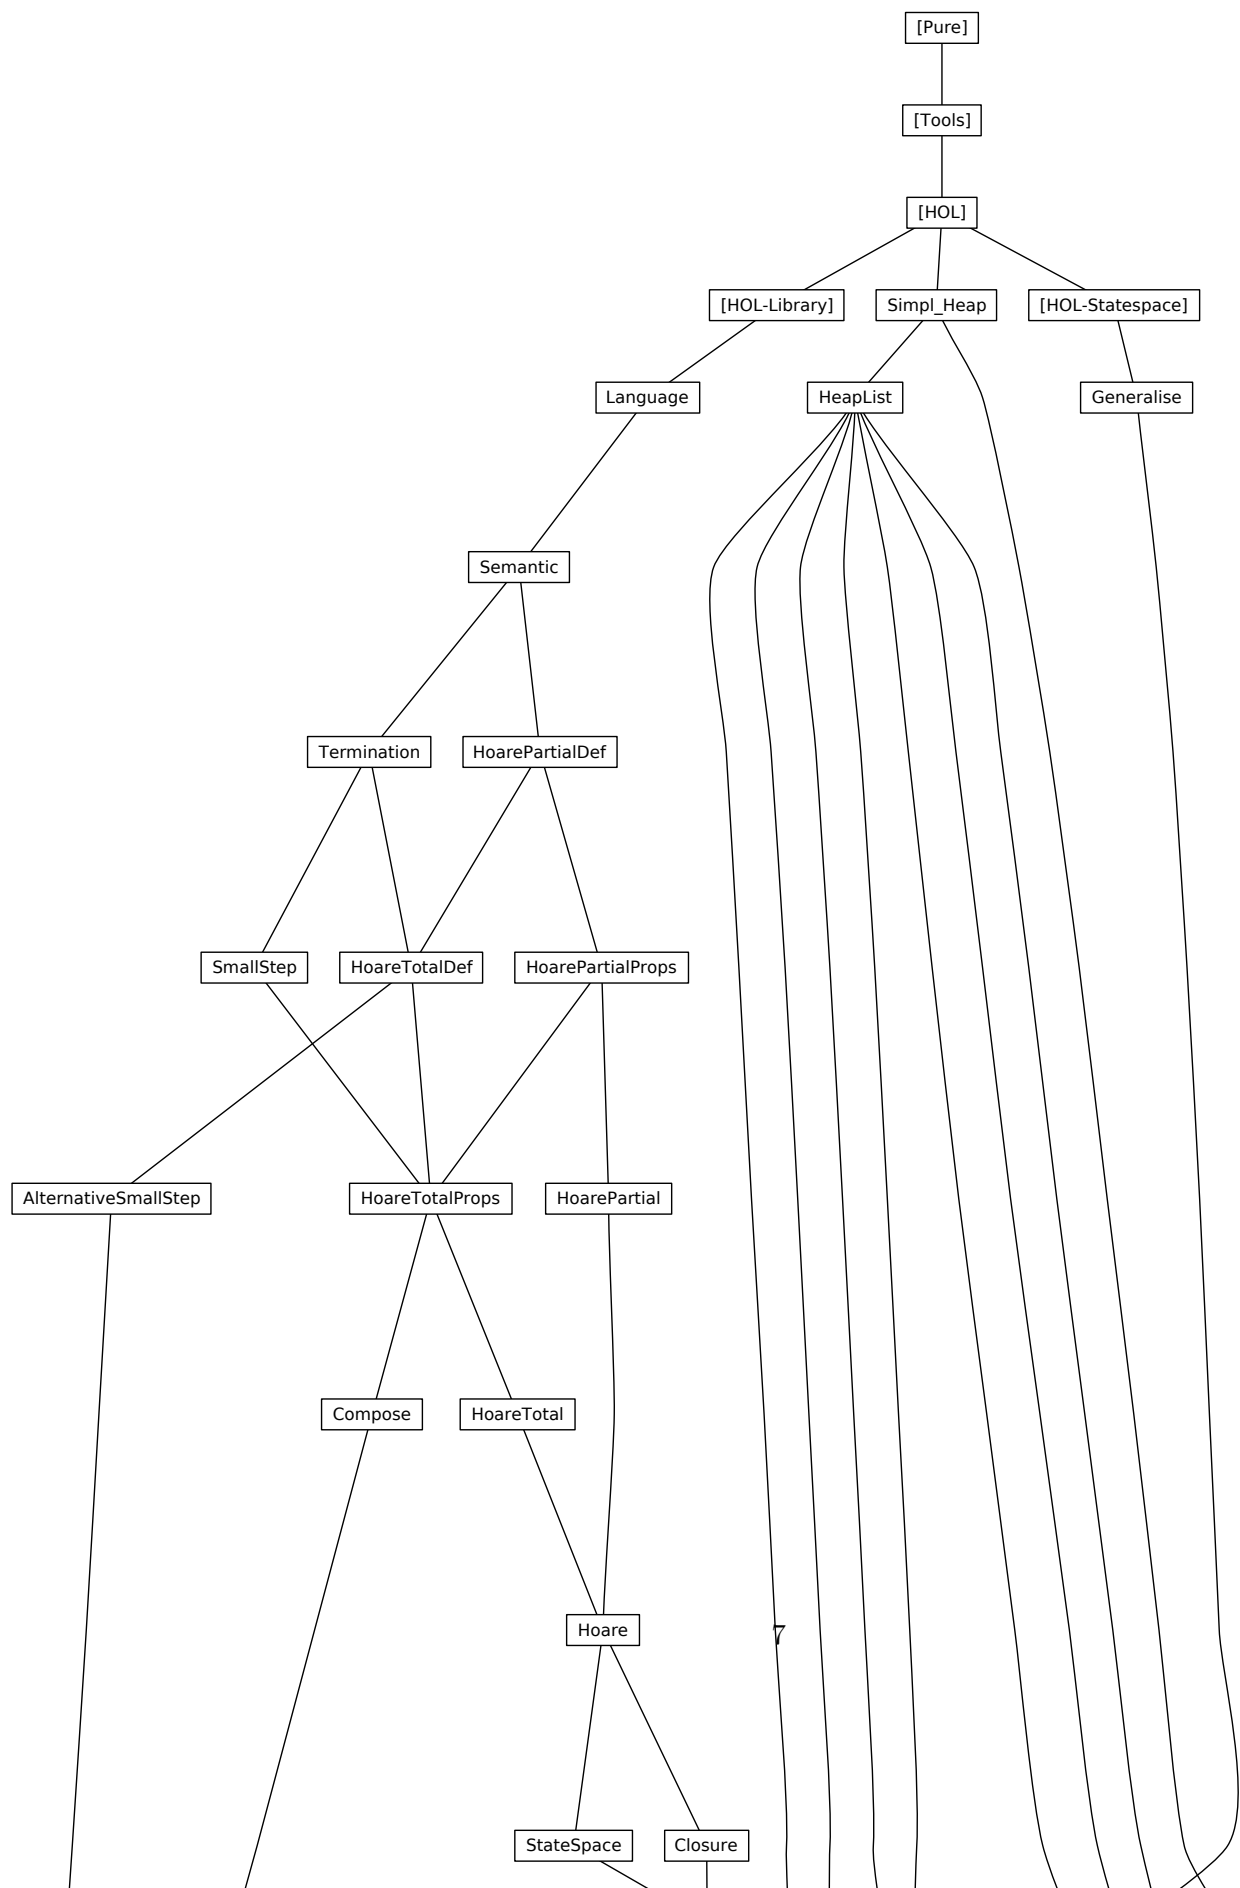 [Pure]
[Tools]
[HOL]
[HOL-Library]
Simpl_Heap
[HOL-Statespace]
Language
HeapList
Generalise
Semantic
Termination
HoarePartialDef
SmallStep
HoareTotalDef
HoarePartialProps
AlternativeSmallStep
HoareTotalProps
HoarePartial
Compose
HoareTotal
Hoare
7
StateSpace
Closure